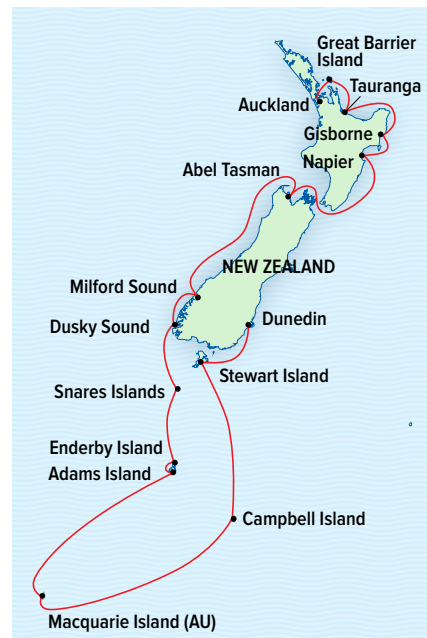 Great Barrier
Island
Tauranga
Auckland
Gisborne
Napier
Abel Tasman
NEW ZEALAND
Milford Sound
Dusky Sound
Dunedin
Stewart Island
Snares Islands
Enderby Island
Adams Island
Campbell Island
Macquarie Island (AU)